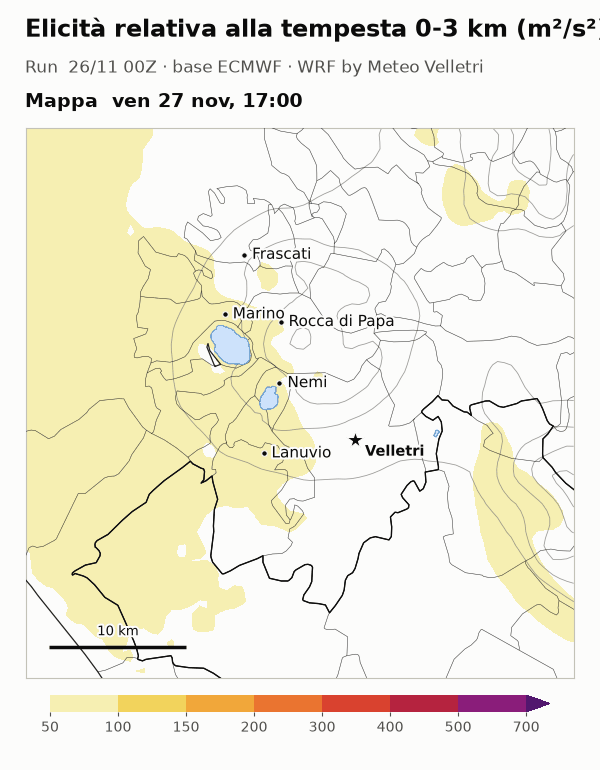 Elicità relativa alla tempesta 0-3 km (m²/s²)
Run 26/11 00Z · base ECMWF · WRF by Meteo Velletri
Mappa ven 27 nov, 17:00
Frascati
Marino
Rocca di Papa
Nemi
Velletri
Lanuvio
10 km
50 100 150 200 300 400 500 700